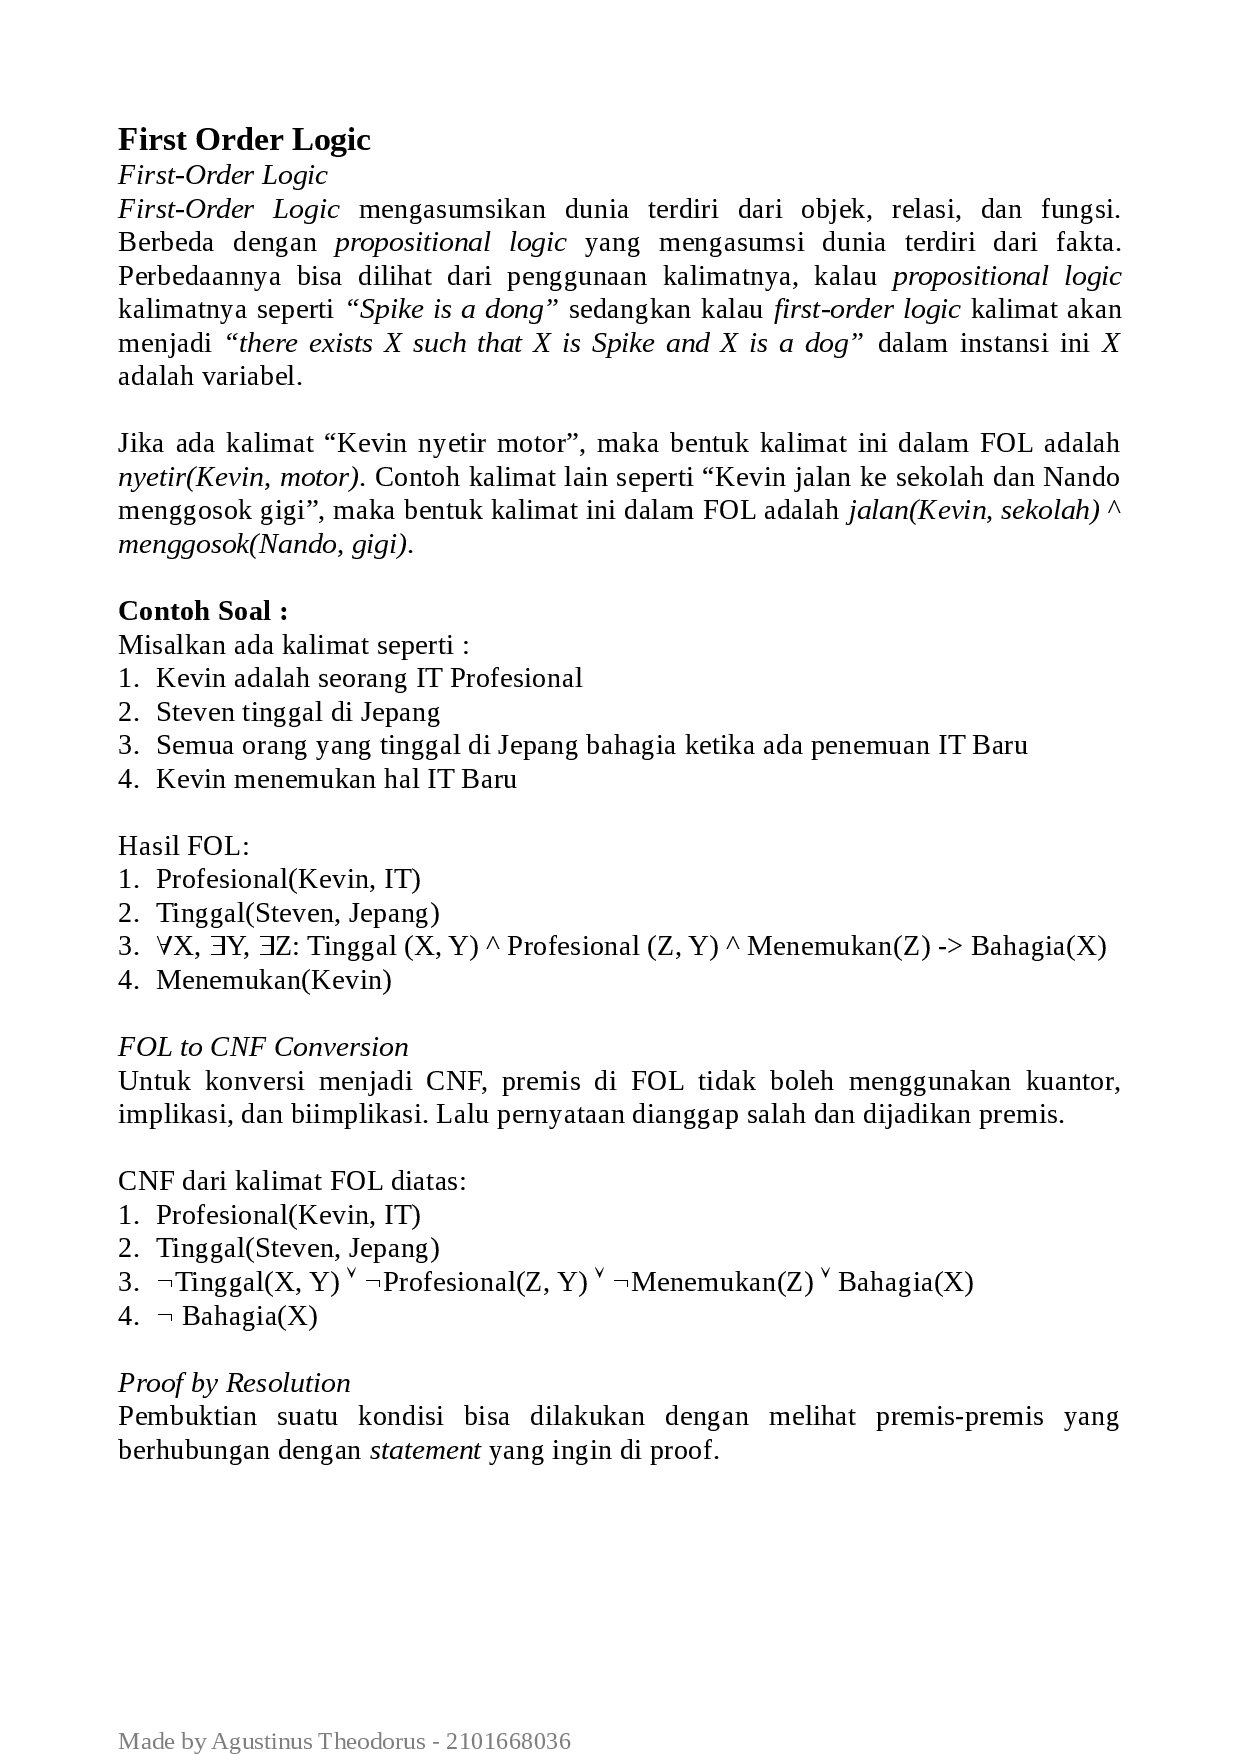 First Order Logic
First-Order Logic
First-Order Logic mengasumsikan dunia terdiri dari objek, relasi, dan fungsi.
Berbeda dengan propositional logic yang mengasumsi dunia terdiri dari fakta.
Perbedaannya bisa dilihat dari penggunaan kalimatnya, kalau propositional logic
kalimatnya seperti “Spike is a dong” sedangkan kalau first-order logic kalimat akan
menjadi “there exists X such that X is Spike and X is a dog” dalam instansi ini X
adalah variabel.
Jika ada kalimat “Kevin nyetir motor”, maka bentuk kalimat ini dalam FOL adalah
nyetir(Kevin, motor). Contoh kalimat lain seperti “Kevin jalan ke sekolah dan Nando
menggosok gigi”, maka bentuk kalimat ini dalam FOL adalah jalan(Kevin, sekolah) ^
menggosok(Nando, gigi).
Contoh Soal :
Misalkan ada kalimat seperti :
1. Kevin adalah seorang IT Profesional
2. Steven tinggal di Jepang
3. Semua orang yang tinggal di Jepang bahagia ketika ada penemuan IT Baru
4. Kevin menemukan hal IT Baru
Hasil FOL:
1. Profesional(Kevin, IT)
2. Tinggal(Steven, Jepang)
3. ∀X, ∃Y, ∃Z: Tinggal (X, Y) ^ Profesional (Z, Y) ^ Menemukan(Z) -> Bahagia(X)
4. Menemukan(Kevin)
FOL to CNF Conversion
Untuk konversi menjadi CNF, premis di FOL tidak boleh menggunakan kuantor,
implikasi, dan biimplikasi. Lalu pernyataan dianggap salah dan dijadikan premis.
CNF dari kalimat FOL diatas:
1. Profesional(Kevin, IT)
2. Tinggal(Steven, Jepang)
3. ¬Tinggal(X, Y) ˅ ¬Profesional(Z, Y) ˅ ¬Menemukan(Z) ˅ Bahagia(X)
4. ¬ Bahagia(X)
Proof by Resolution
Pembuktian suatu kondisi bisa dilakukan dengan melihat premis-premis yang
berhubungan dengan statement yang ingin di proof.
Made by Agustinus Theodorus - 2101668036